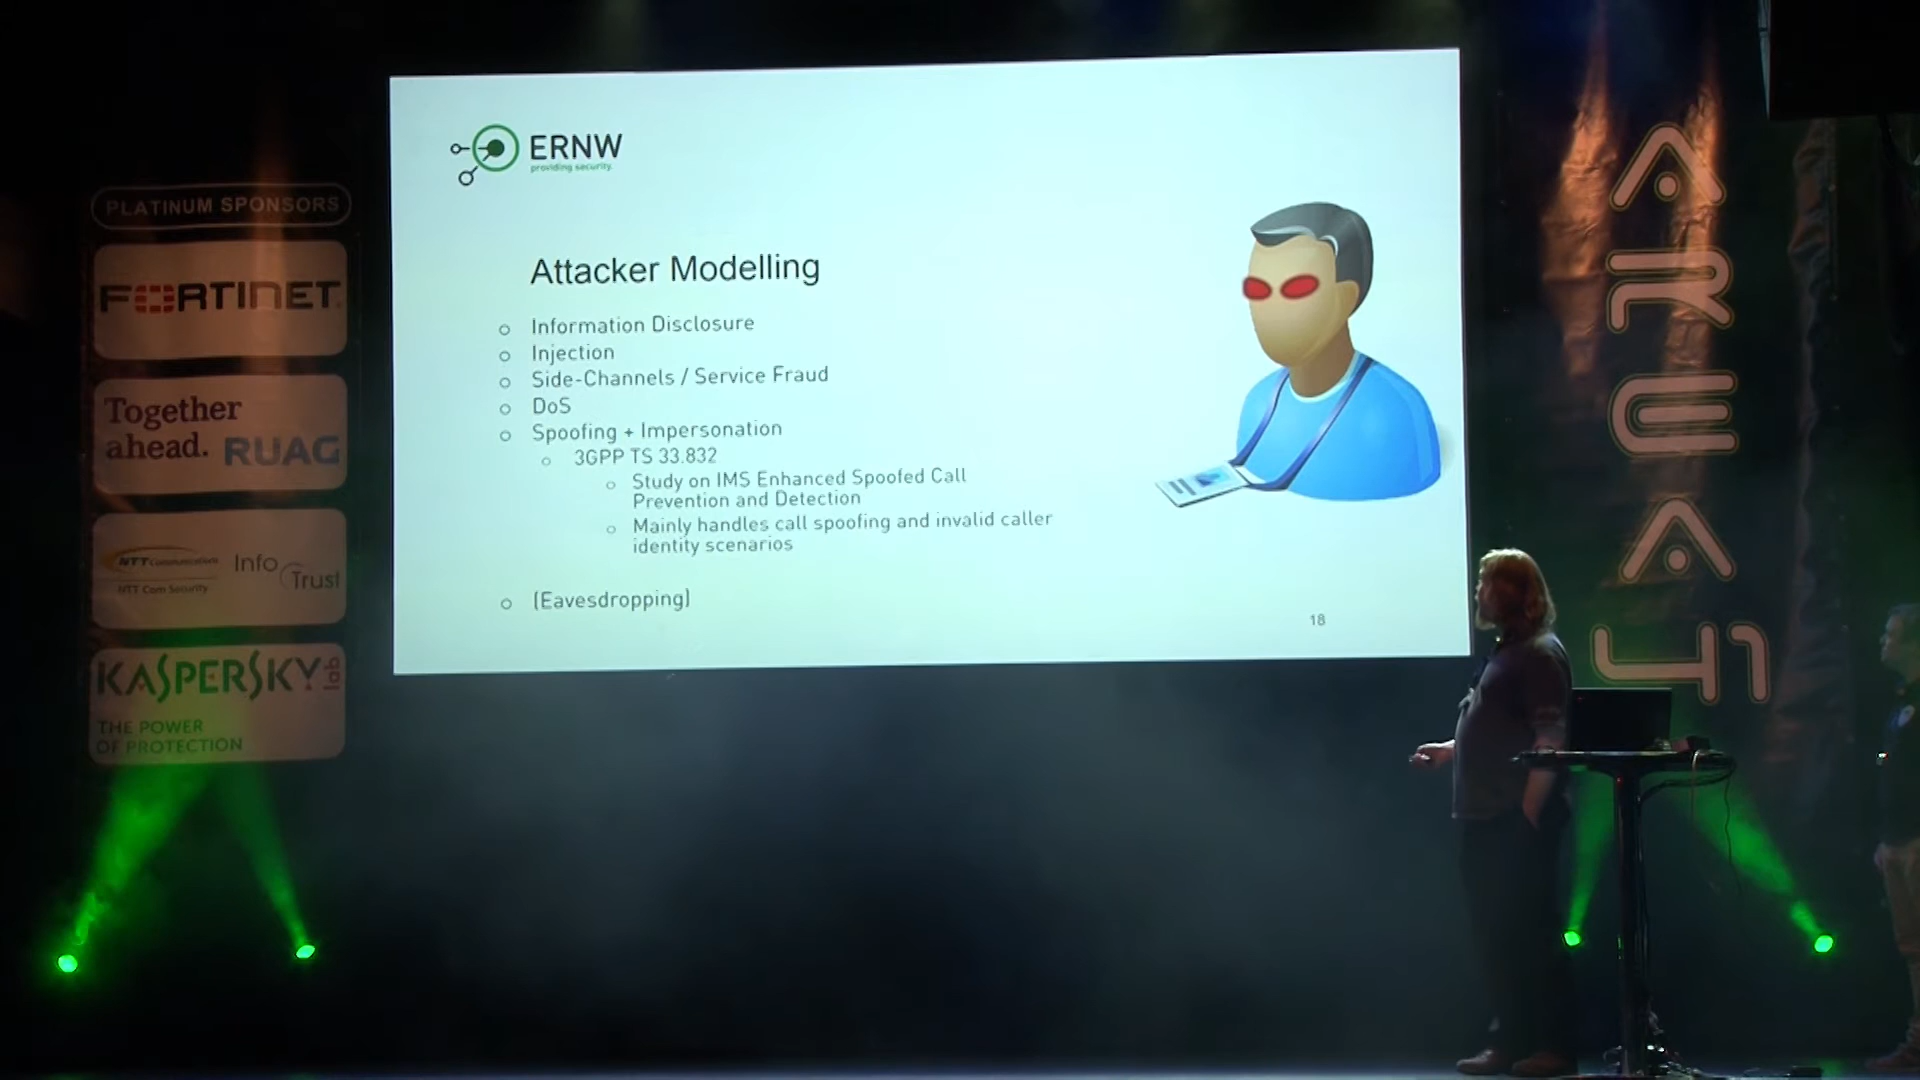 PLATINUM SPONSORS
FORTINET
Together
ahead. RUAG
NTT Communications
NTT Com Security
Info
Trust
KASPERSKY lab
THE POWER
OF PROTECTION
ERNW
providing security.
Attacker Modelling
Information Disclosure
Injection
Side-Channels / Service Fraud
DoS
Spoofing + Impersonation
3GPP TS 33.832
Study on IMS Enhanced Spoofed Call
Prevention and Detection
Mainly handles call spoofing and invalid caller
identity scenarios
(Eavesdropping)
18